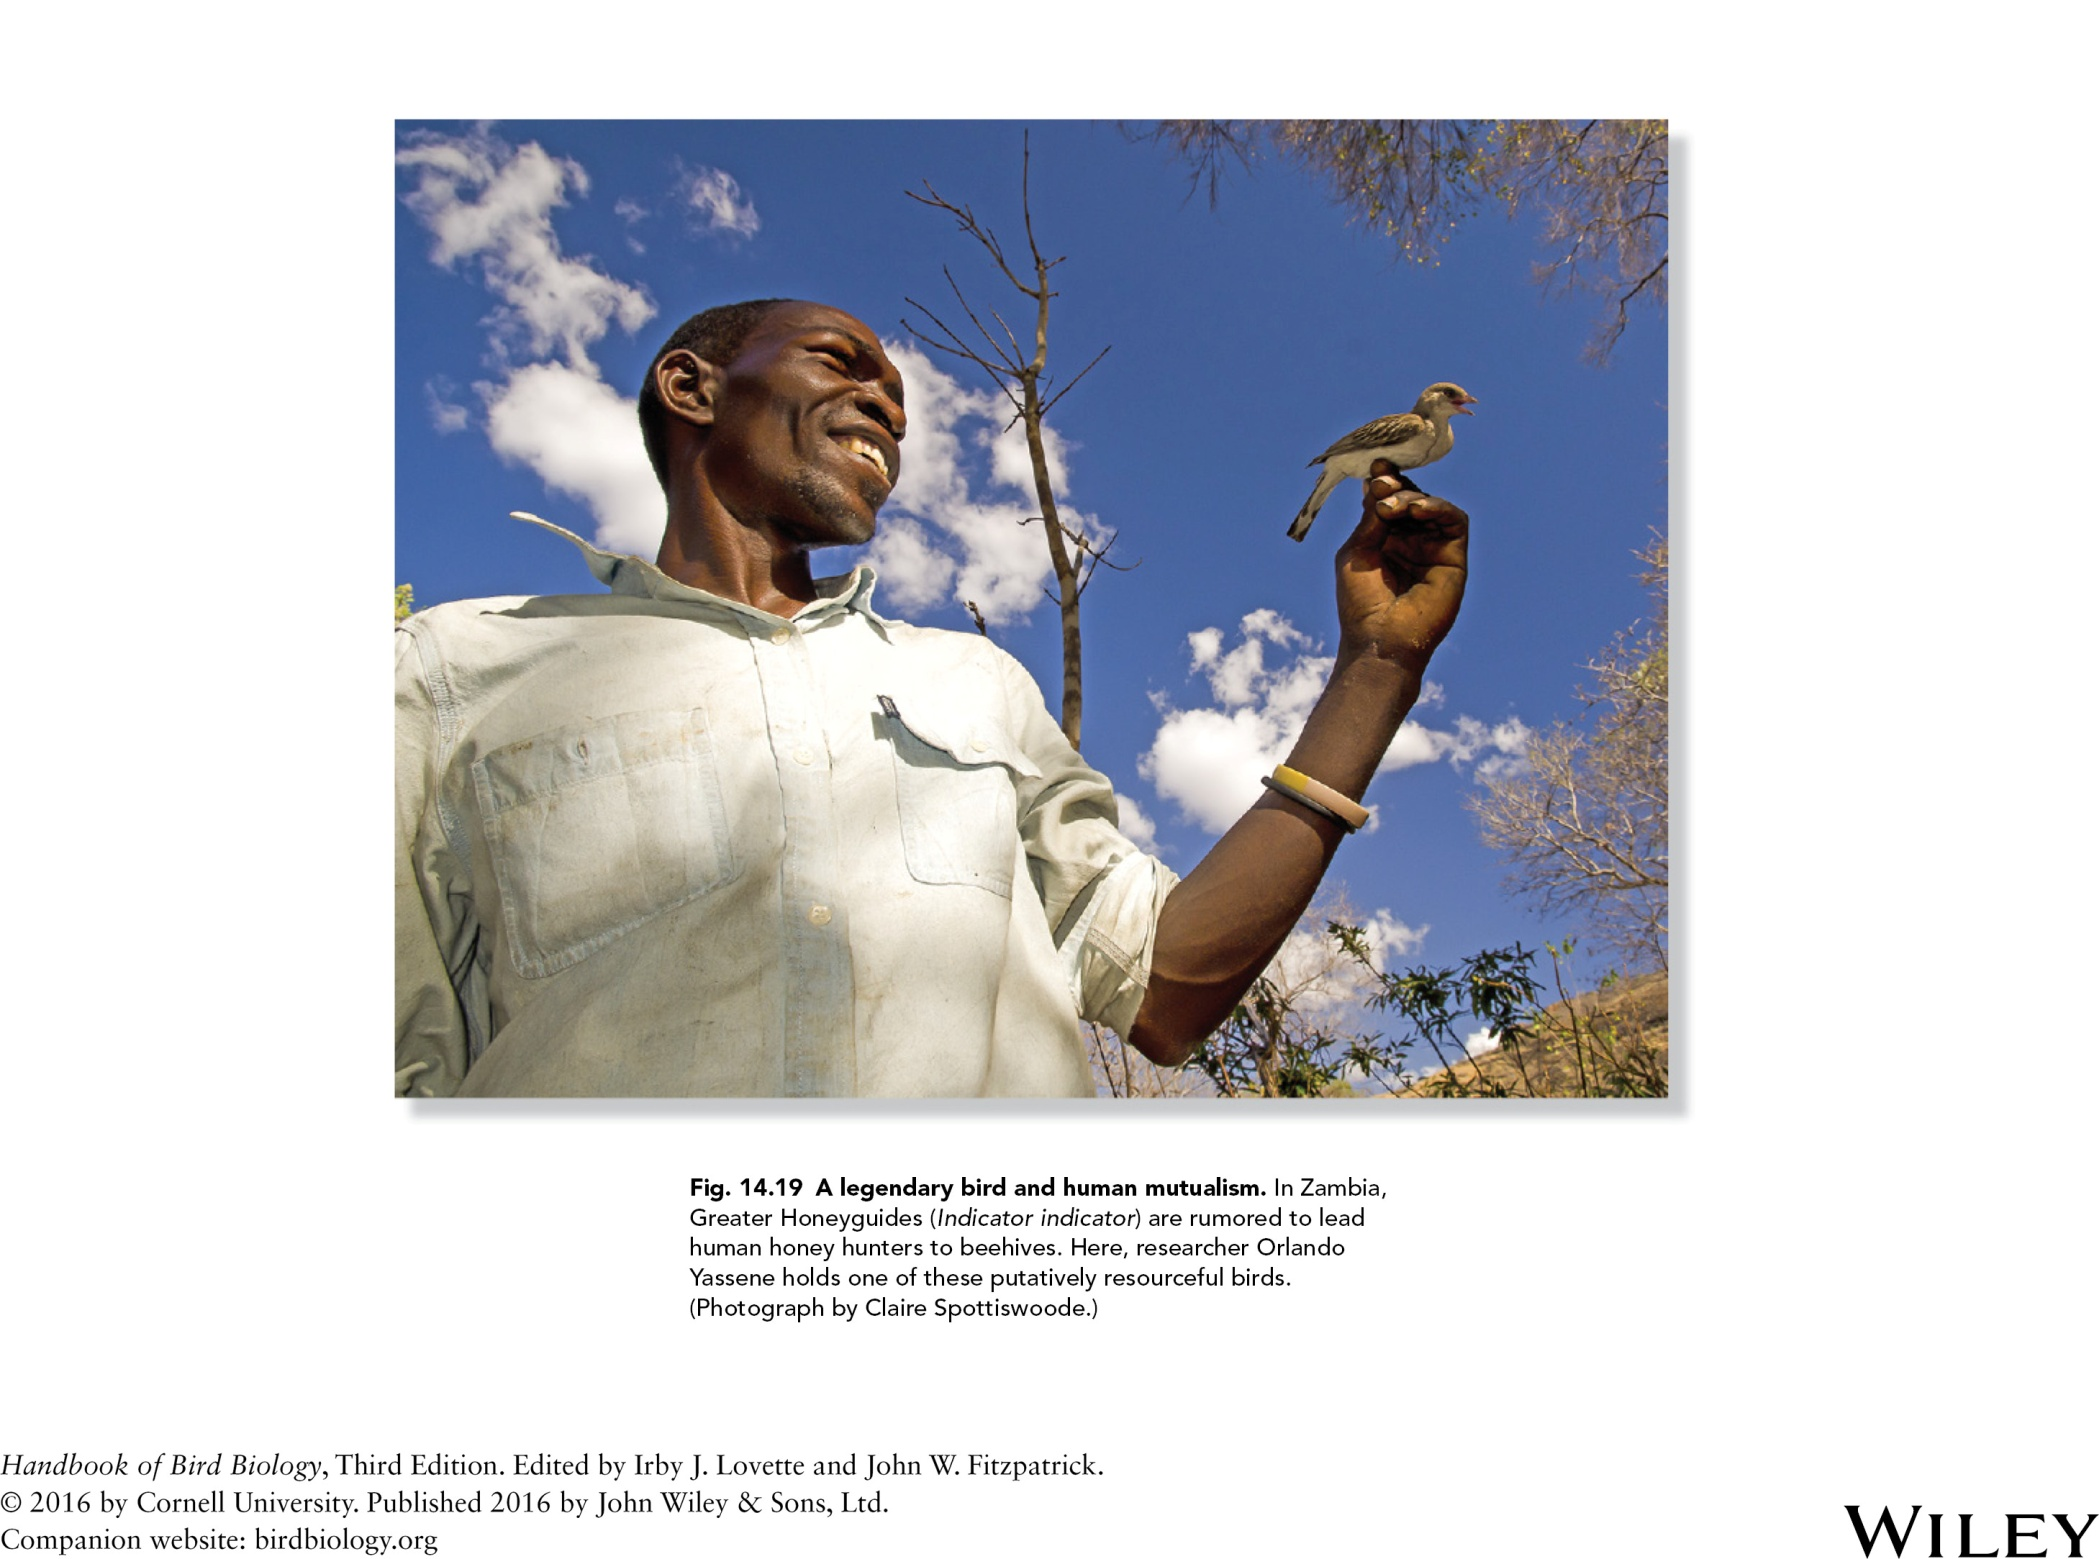 Fig. 14.19 A legendary bird and human mutualism. In Zambia,
Greater Honeyguides (Indicator indicator) are rumored to lead
human honey hunters to beehives. Here, researcher Orlando
Yassene holds one of these putatively resourceful birds.
(Photograph by Claire Spottiswoode.)
Handbook of Bird Biology, Third Edition. Edited by Irby J. Lovette and John W. Fitzpatrick.
© 2016 by Cornell University. Published 2016 by John Wiley & Sons, Ltd.
Companion website: birdbiology.org
WILEY